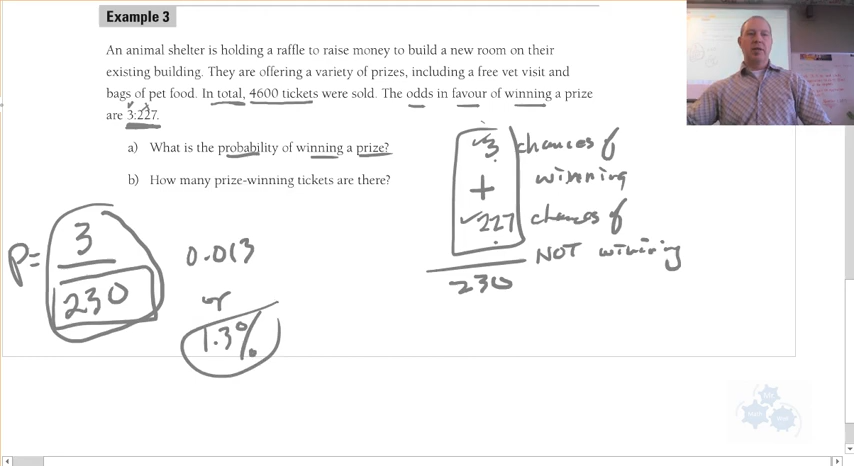 Example 3
An animal shelter is holding a raffle to raise money to build a new room on their
existing building. They are offering a variety of prizes, including a free vet visit and
bags of pet food. In total, 4600 tickets were sold. The odds in favour of winning a prize
are 3:227.
a) What is the probability of winning a prize?
b) How many prize-winning tickets are there?
3 chances of
winning
+
227 chances of
NOT winning
230
P= 3
230
0.013
or
1.3%